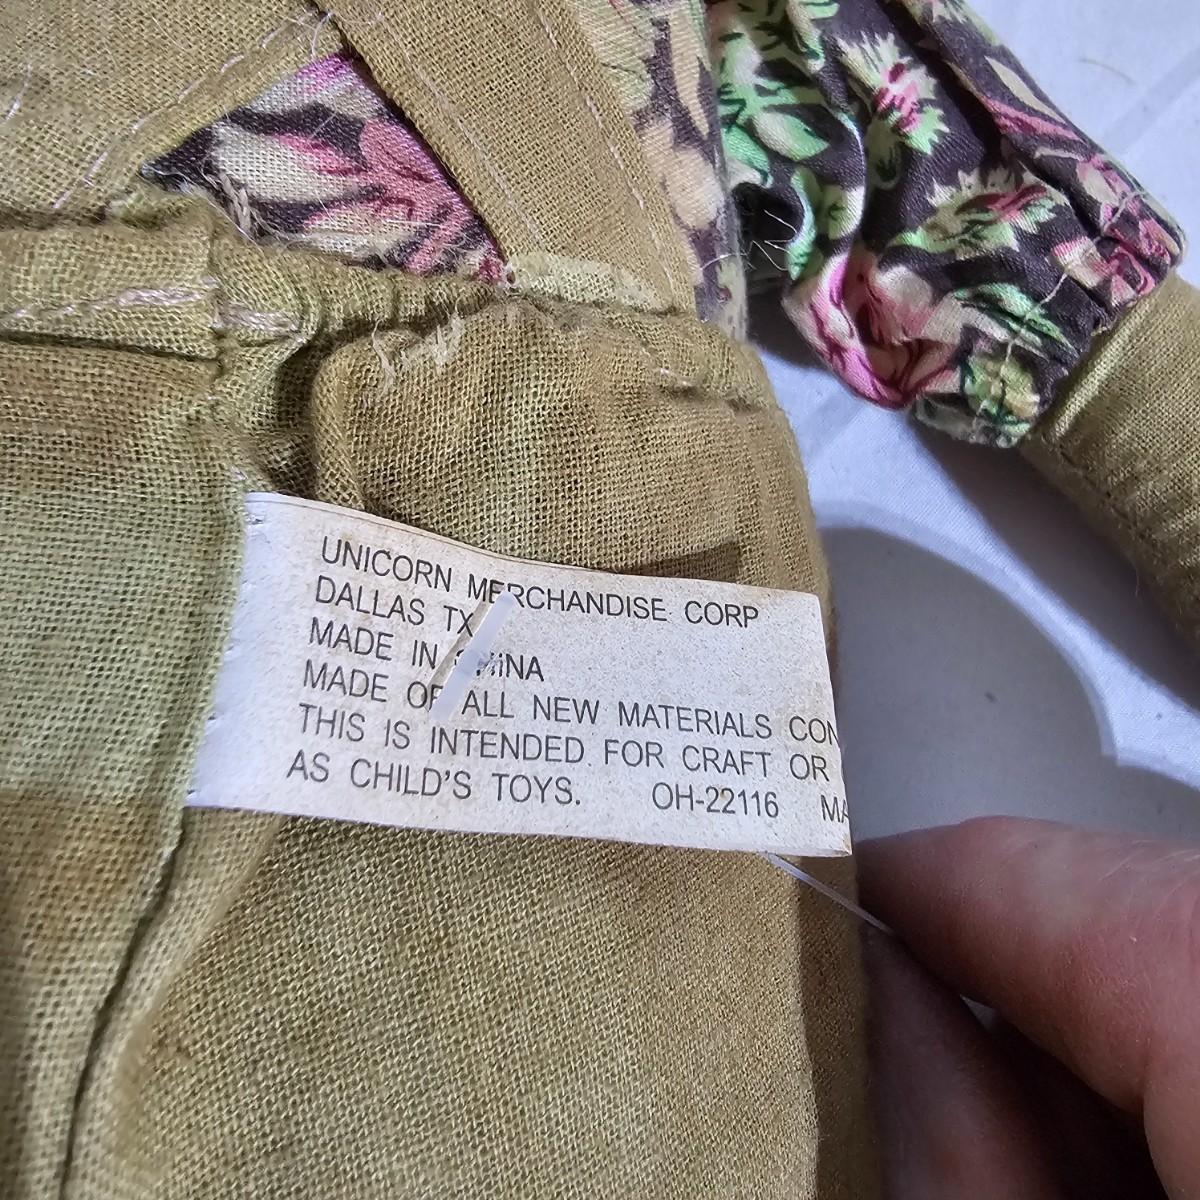 UNICORN MERCHANDISE CORP
DALLAS TX
MADE IN CHINA
MADE OF ALL NEW MATERIALS CON
THIS IS INTENDED FOR CRAFT OR
AS CHILD'S TOYS. OH-22116 MA